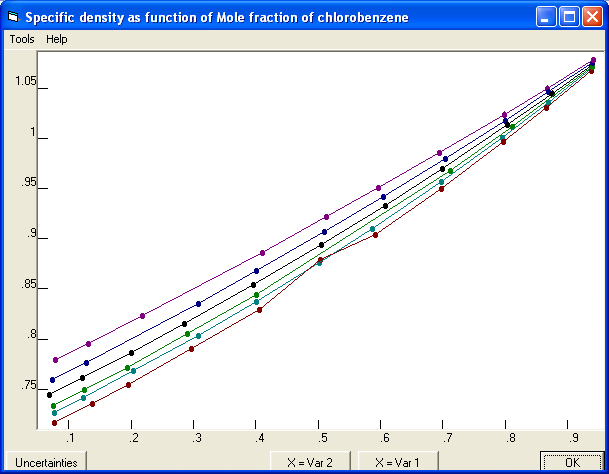 Specific density as function of Mole fraction of chlorobenzene
Tools Help
1.05
1
.95
.9
.85
.8
.75
.1 .2 .3 .4 .5 .6 .7 .8 .9
Uncertainties X = Var 2 X = Var 1 OK